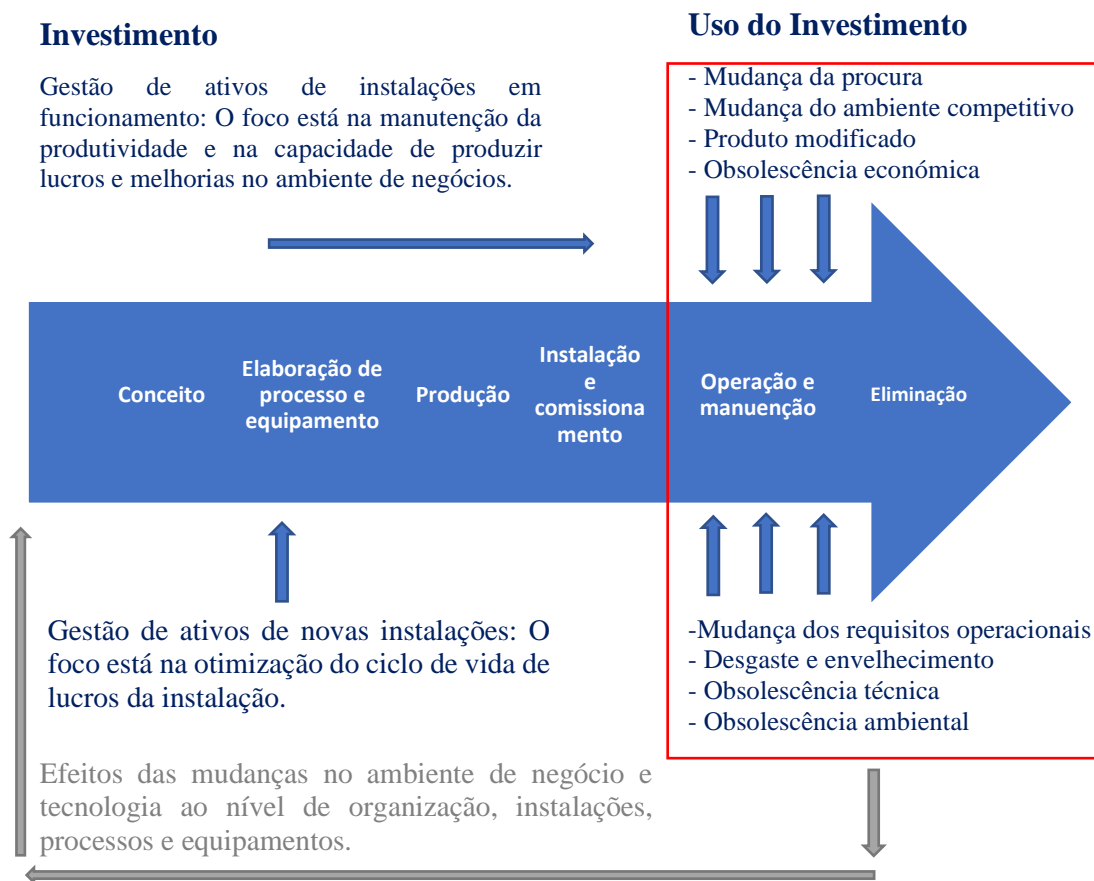 Investimento
Gestão de ativos de instalações em
funcionamento: O foco está na manutenção da
produtividade e na capacidade de produzir
lucros e melhorias no ambiente de negócios.
Uso do Investimento
- Mudança da procura
- Mudança do ambiente competitivo
- Produto modificado
- Obsolescência económica
Conceito
Elaboração de
processo e
equipamento
Produção
Instalação
e
comissiona
mento
Operação e
manuenção
Eliminação
Gestão de ativos de novas instalações: O
foco está na otimização do ciclo de vida de
lucros da instalação.
-Mudança dos requisitos operacionais
- Desgaste e envelhecimento
- Obsolescência técnica
- Obsolescência ambiental
Efeitos das mudanças no ambiente de negócio e
tecnologia ao nível de organização, instalações,
processos e equipamentos.